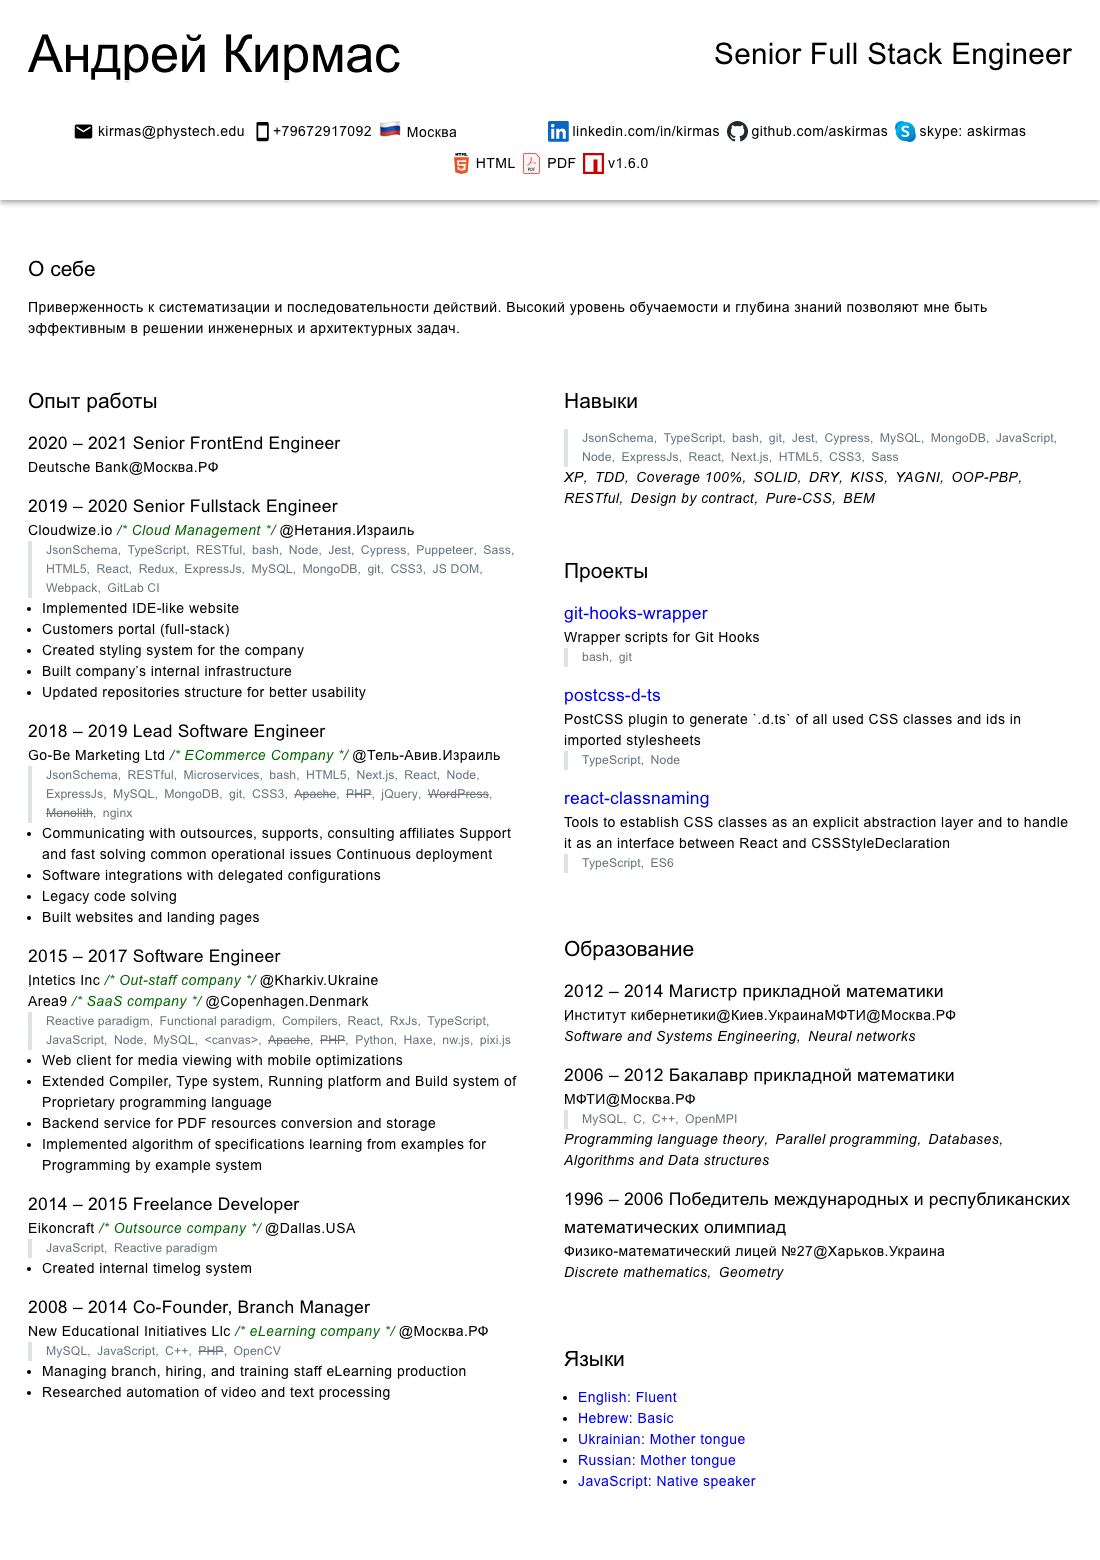 Андрей Кирмас
Senior Full Stack Engineer
kirmas@phystech.edu +79672917092 Москва
linkedin.com/in/kirmas github.com/askirmas skype: askirmas
HTML PDF v1.6.0
О себе
Приверженность к систематизации и последовательности действий. Высокий уровень обучаемости и глубина знаний позволяют мне быть
эффективным в решении инженерных и архитектурных задач.
Опыт работы
2020 – 2021 Senior FrontEnd Engineer
Deutsche Bank@Москва.РФ
2019 – 2020 Senior Fullstack Engineer
Cloudwize.io /* Cloud Management */ @Нетания.Израиль
JsonSchema, TypeScript, RESTful, bash, Node, Jest, Cypress, Puppeteer, Sass,
HTML5, React, Redux, ExpressJs, MySQL, MongoDB, git, CSS3, JS DOM,
Webpack, GitLab CI
• Implemented IDE-like website
• Customers portal (full-stack)
• Created styling system for the company
• Built company's internal infrastructure
• Updated repositories structure for better usability
2018 – 2019 Lead Software Engineer
Go-Be Marketing Ltd /* ECommerce Company */ @Тель-Авив.Израиль
JsonSchema, RESTful, Microservices, bash, HTML5, Next.js, React, Node,
ExpressJs, MySQL, MongoDB, git, CSS3, Apache, PHP, jQuery, WordPress,
Monolith, nginx
• Communicating with outsources, supports, consulting affiliates Support
and fast solving common operational issues Continuous deployment
• Software integrations with delegated configurations
• Legacy code solving
• Built websites and landing pages
2015 – 2017 Software Engineer
Intetics Inc /* Out-staff company */ @Kharkiv.Ukraine
Area9 /* SaaS company */ @Copenhagen.Denmark
Reactive paradigm, Functional paradigm, Compilers, React, RxJs, TypeScript,
JavaScript, Node, MySQL, <canvas>, Apache, PHP, Python, Haxe, nw.js, pixi.js
• Web client for media viewing with mobile optimizations
• Extended Compiler, Type system, Running platform and Build system of
Proprietary programming language
• Backend service for PDF resources conversion and storage
• Implemented algorithm of specifications learning from examples for
Programming by example system
2014 – 2015 Freelance Developer
Eikoncraft /* Outsource company */ @Dallas.USA
JavaScript, Reactive paradigm
• Created internal timelog system
2008 – 2014 Co-Founder, Branch Manager
New Educational Initiatives Llc /* eLearning company */ @Москва.РФ
MySQL, JavaScript, C++, PHP, OpenCV
• Managing branch, hiring, and training staff eLearning production
• Researched automation of video and text processing
Навыки
JsonSchema, TypeScript, bash, git, Jest, Cypress, MySQL, MongoDB, JavaScript,
Node, ExpressJs, React, Next.js, HTML5, CSS3, Sass
XP, TDD, Coverage 100%, SOLID, DRY, KISS, YAGNI, OOP-PBP,
RESTful, Design by contract, Pure-CSS, BEM
Проекты
git-hooks-wrapper
Wrapper scripts for Git Hooks
bash, git
postcss-d-ts
PostCSS plugin to generate `.d.ts` of all used CSS classes and ids in
imported stylesheets
TypeScript, Node
react-classnaming
Tools to establish CSS classes as an explicit abstraction layer and to handle
it as an interface between React and CSSStyleDeclaration
TypeScript, ES6
Образование
2012 – 2014 Магистр прикладной математики
Институт кибернетики@Киев.УкраинаМФТИ@Москва.РФ
Software and Systems Engineering, Neural networks
2006 – 2012 Бакалавр прикладной математики
МФТИ@Москва.РФ
MySQL, C, C++, OpenMPI
Programming language theory, Parallel programming, Databases,
Algorithms and Data structures
1996 – 2006 Победитель международных и республиканских
математических олимпиад
Физико-математический лицей №27@Харьков.Украина
Discrete mathematics, Geometry
Языки
• English: Fluent
• Hebrew: Basic
• Ukrainian: Mother tongue
• Russian: Mother tongue
• JavaScript: Native speaker